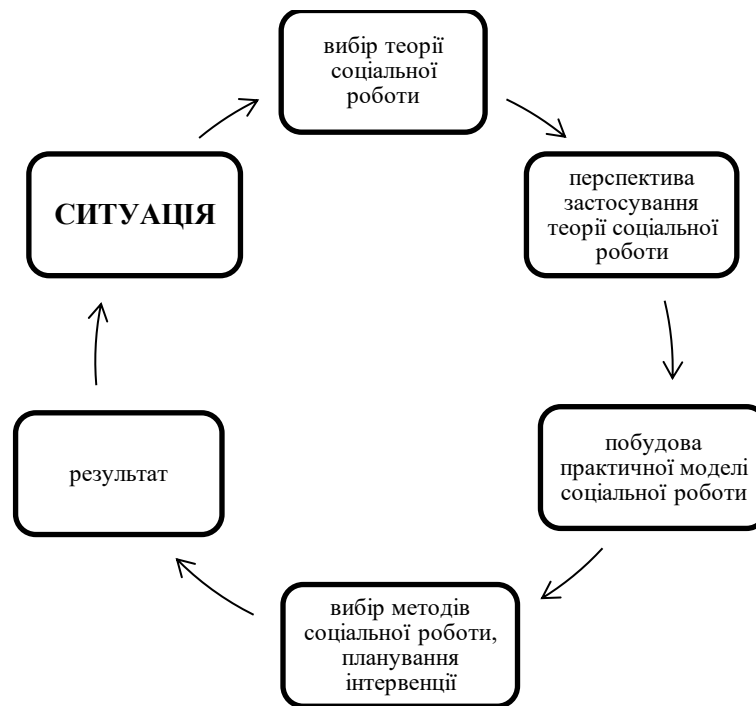 вибір теорії
соціальної
роботи
перспектива
застосування
теорії соціальної
роботи
побудова
практичної моделі
соціальної роботи
вибір методів
соціальної роботи,
планування
інтервенції
результат
СИТУАЦІЯ